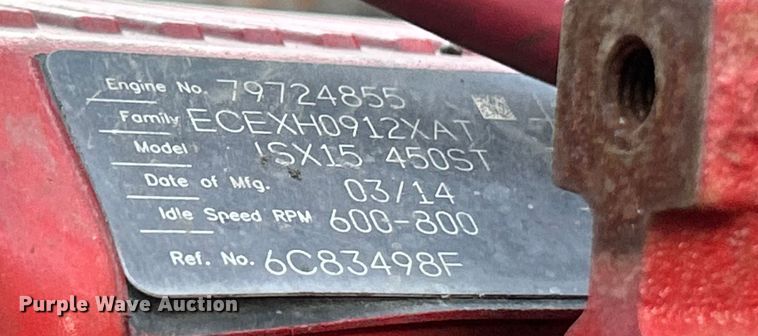 Engine No. 79724855
Family ECEXH0912XAT
Model ISX15 450ST
Date of Mfg. 03/14
Idle Speed RPM 600-800
Ref. No. 6C83498F
Purple Wave Auction